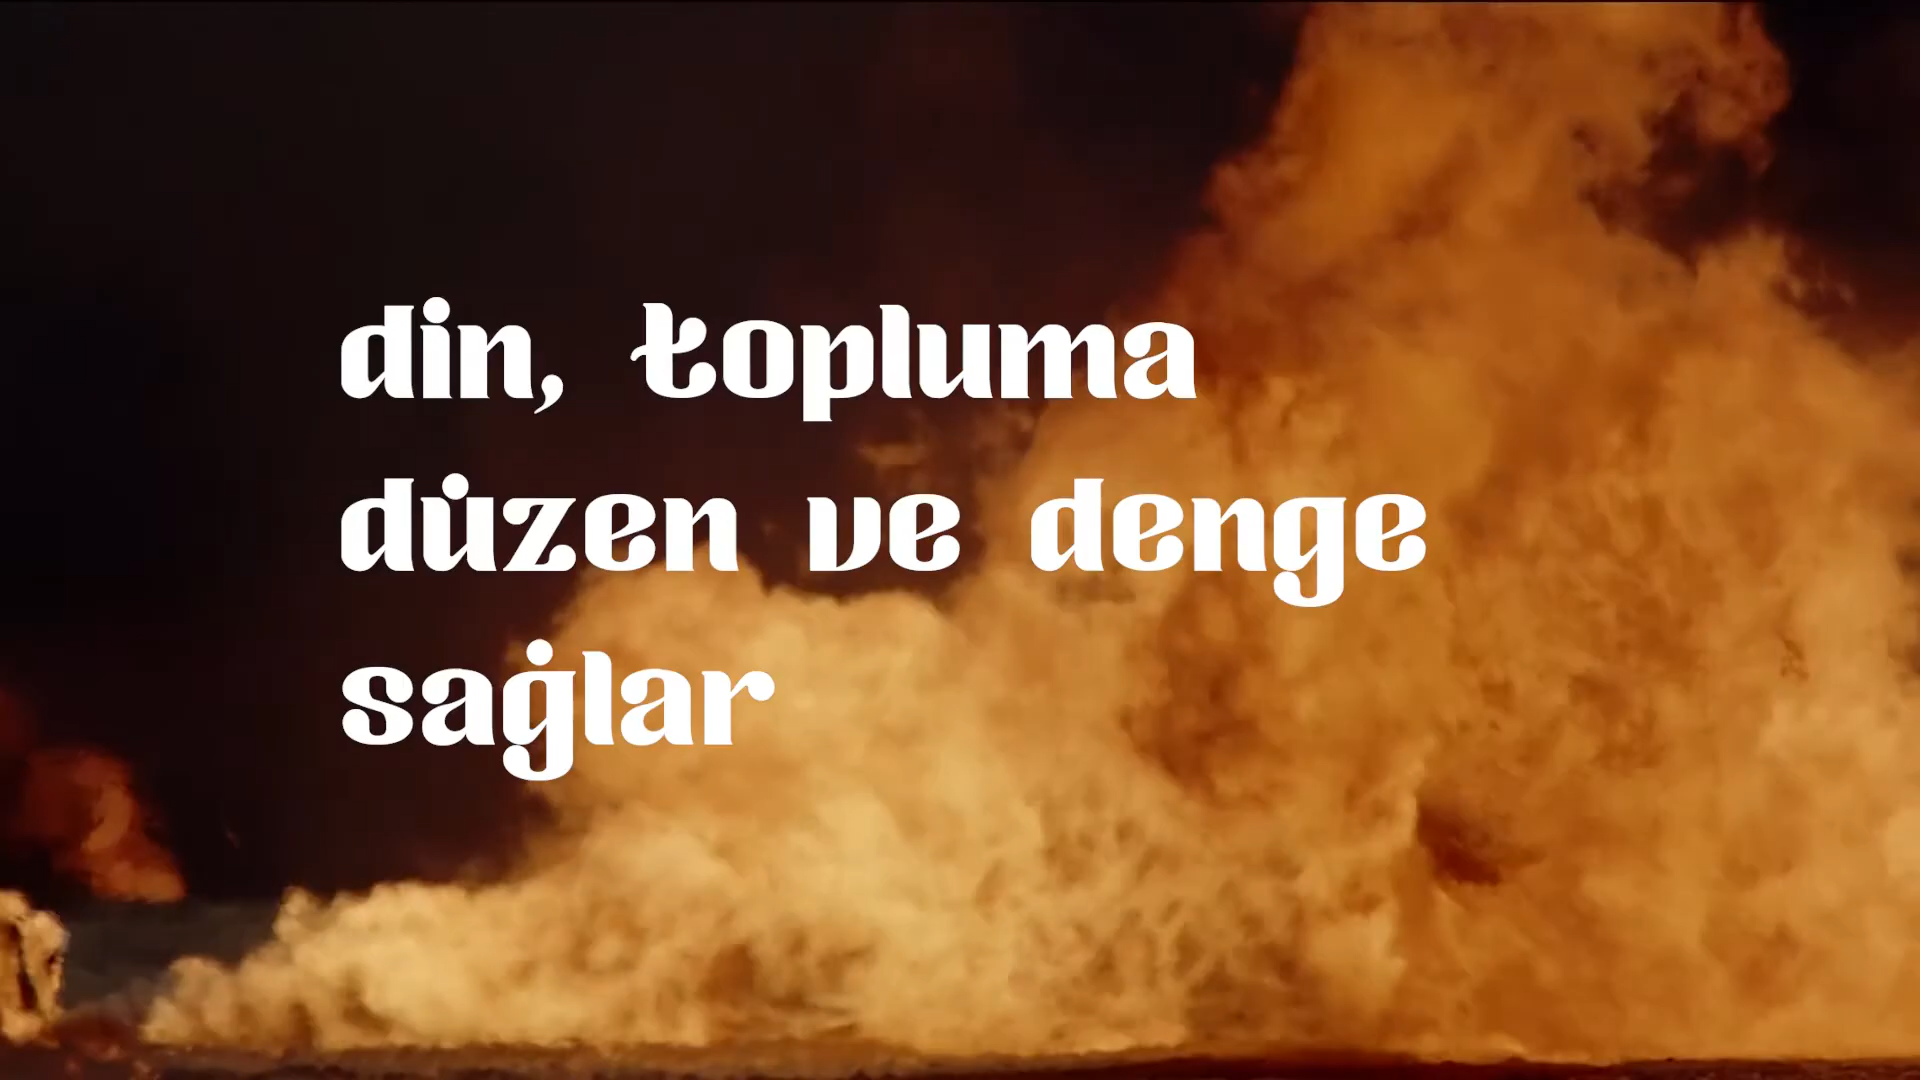 din, topluma
düzen ve denge
sağlar